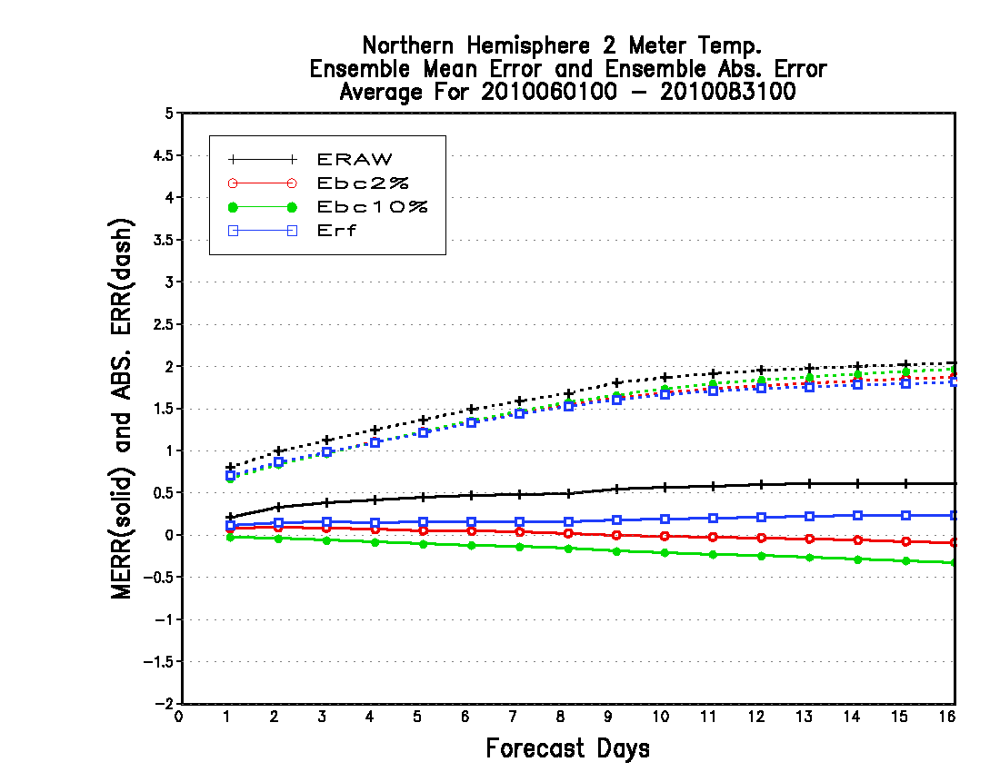 Northern Hemisphere 2 Meter Temp.
Ensemble Mean Error and Ensemble Abs. Error
Average For 2010060100 – 2010083100
MERR(solid) and ABS. ERR(dash)
5
4.5
4
3.5
3
2.5
2
1.5
1
0.5
0
−0.5
−1
−1.5
−2
ERAW
Ebc2%
Ebc10%
Erf
0 1 2 3 4 5 6 7 8 9 10 11 12 13 14 15 16
Forecast Days